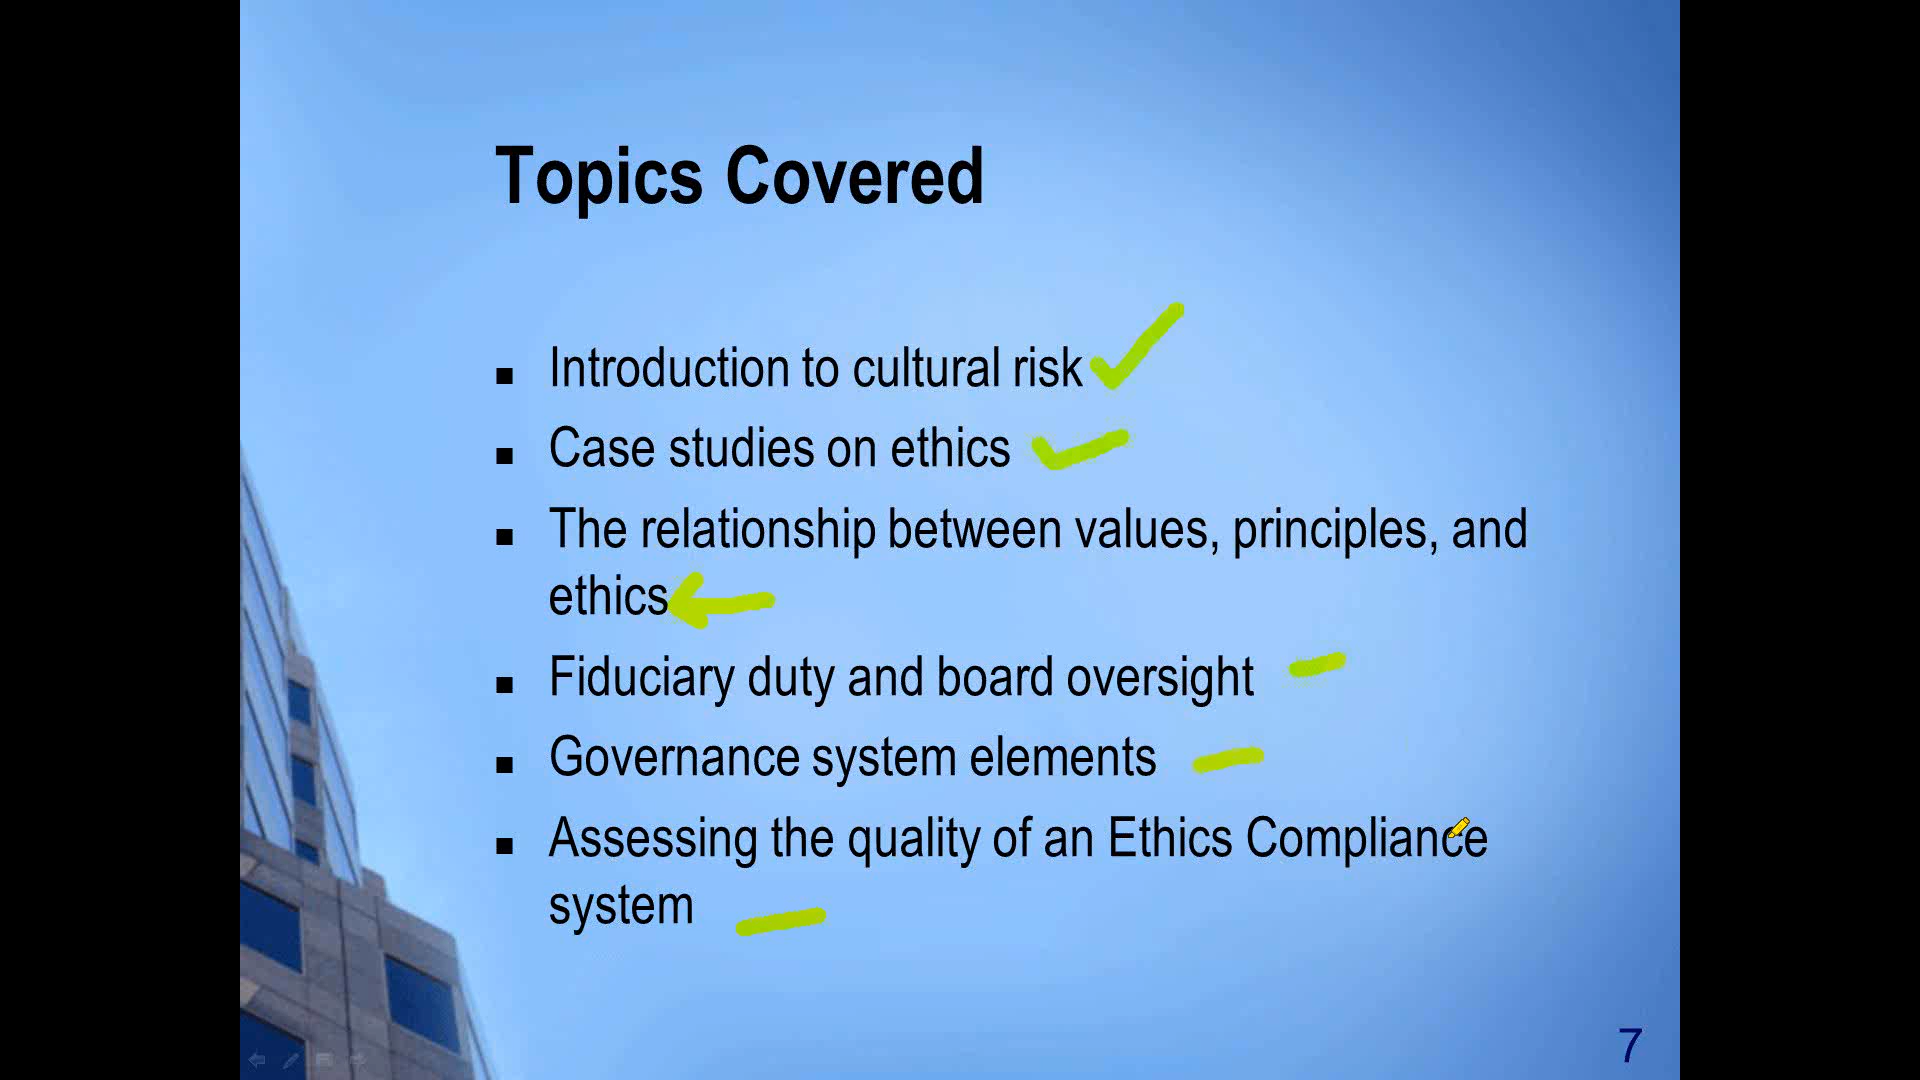 Topics Covered
Introduction to cultural risk
Case studies on ethics
The relationship between values, principles, and
ethics
Fiduciary duty and board oversight
Governance system elements
Assessing the quality of an Ethics Compliance
system
7